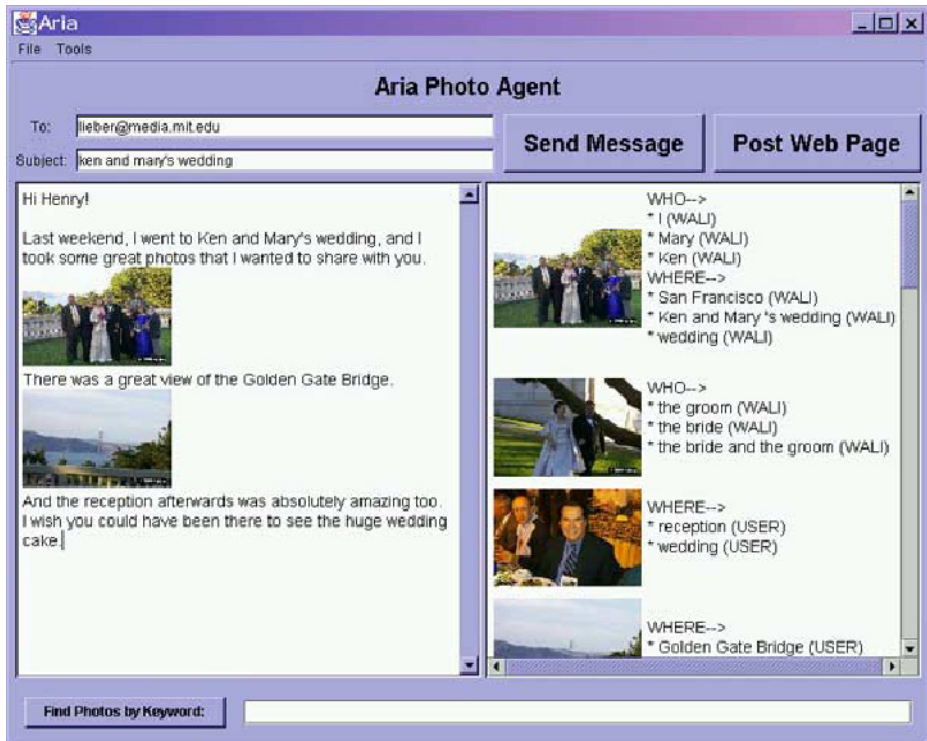 Aria
File Tools
Aria Photo Agent
To: lieber@media.mit.edu
Subject: ken and mary's wedding
Send Message
Post Web Page
Hi Henry!
Last weekend, I went to Ken and Mary's wedding, and I
took some great photos that I wanted to share with you.
There was a great view of the Golden Gate Bridge.
And the reception afterwards was absolutely amazing too.
I wish you could have been there to see the huge wedding
cake.
WHO-->
* I (WALI)
* Mary (WALI)
* Ken (WALI)
WHERE-->
* San Francisco (WALI)
* Ken and Mary 's wedding (WALI)
* wedding (WALI)
WHO-->
* the groom (WALI)
* the bride (WALI)
* the bride and the groom (WALI)
WHERE-->
* reception (USER)
* wedding (USER)
WHERE-->
* Golden Gate Bridge (USER)
Find Photos by Keyword: